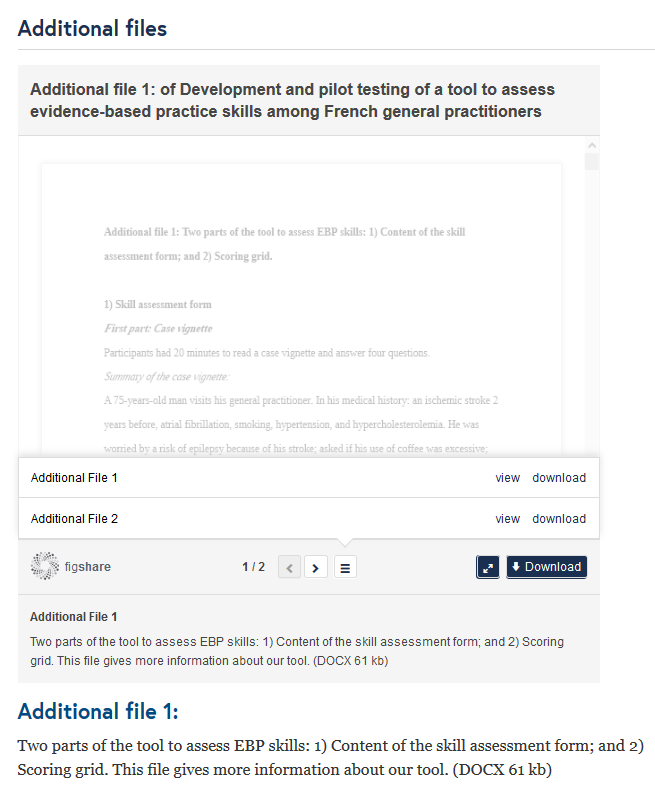 Additional files
Additional file 1: of Development and pilot testing of a tool to assess
evidence-based practice skills among French general practitioners
Additional file 1: Two parts of the tool to assess EBP skills: 1) Content of the skill
assessment form; and 2) Scoring grid.
1) Skill assessment form
First part: Case vignette
Participants had 20 minutes to read a case vignette and answer four questions.
Summary of the case vignette:
A 75-years-old man visits his general practitioner. In his medical history: an ischemic stroke 2
years before, atrial fibrillation, smoking, hypertension, and hypercholesterolemia. He was
worried by a risk of epilepsy because of his stroke; asked if his use of coffee was excessive;
Additional File 1 view download
Additional File 2 view download
figshare 1 / 2 Download
Additional File 1
Two parts of the tool to assess EBP skills: 1) Content of the skill assessment form; and 2) Scoring
grid. This file gives more information about our tool. (DOCX 61 kb)
Additional file 1:
Two parts of the tool to assess EBP skills: 1) Content of the skill assessment form; and 2)
Scoring grid. This file gives more information about our tool. (DOCX 61 kb)